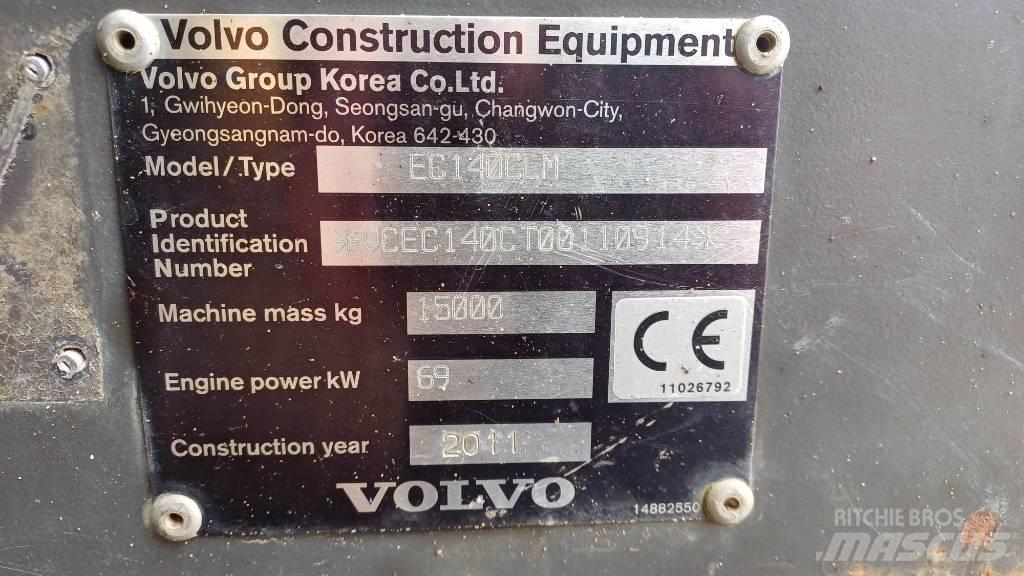 Volvo Construction Equipment
Volvo Group Korea Co.Ltd.
1, Gwihyeon-Dong, Seongsan-gu, Changwon-City,
Gyeongsangnam-do, Korea 642-430
Model/Type EC140CLM
Product
Identification
Number *VCEC140CT00110914*
Machine mass kg 15000
CE
11026792
Engine power kW 69
Construction year 2011
VOLVO
14882550
RITCHIE BROS
MASCUS